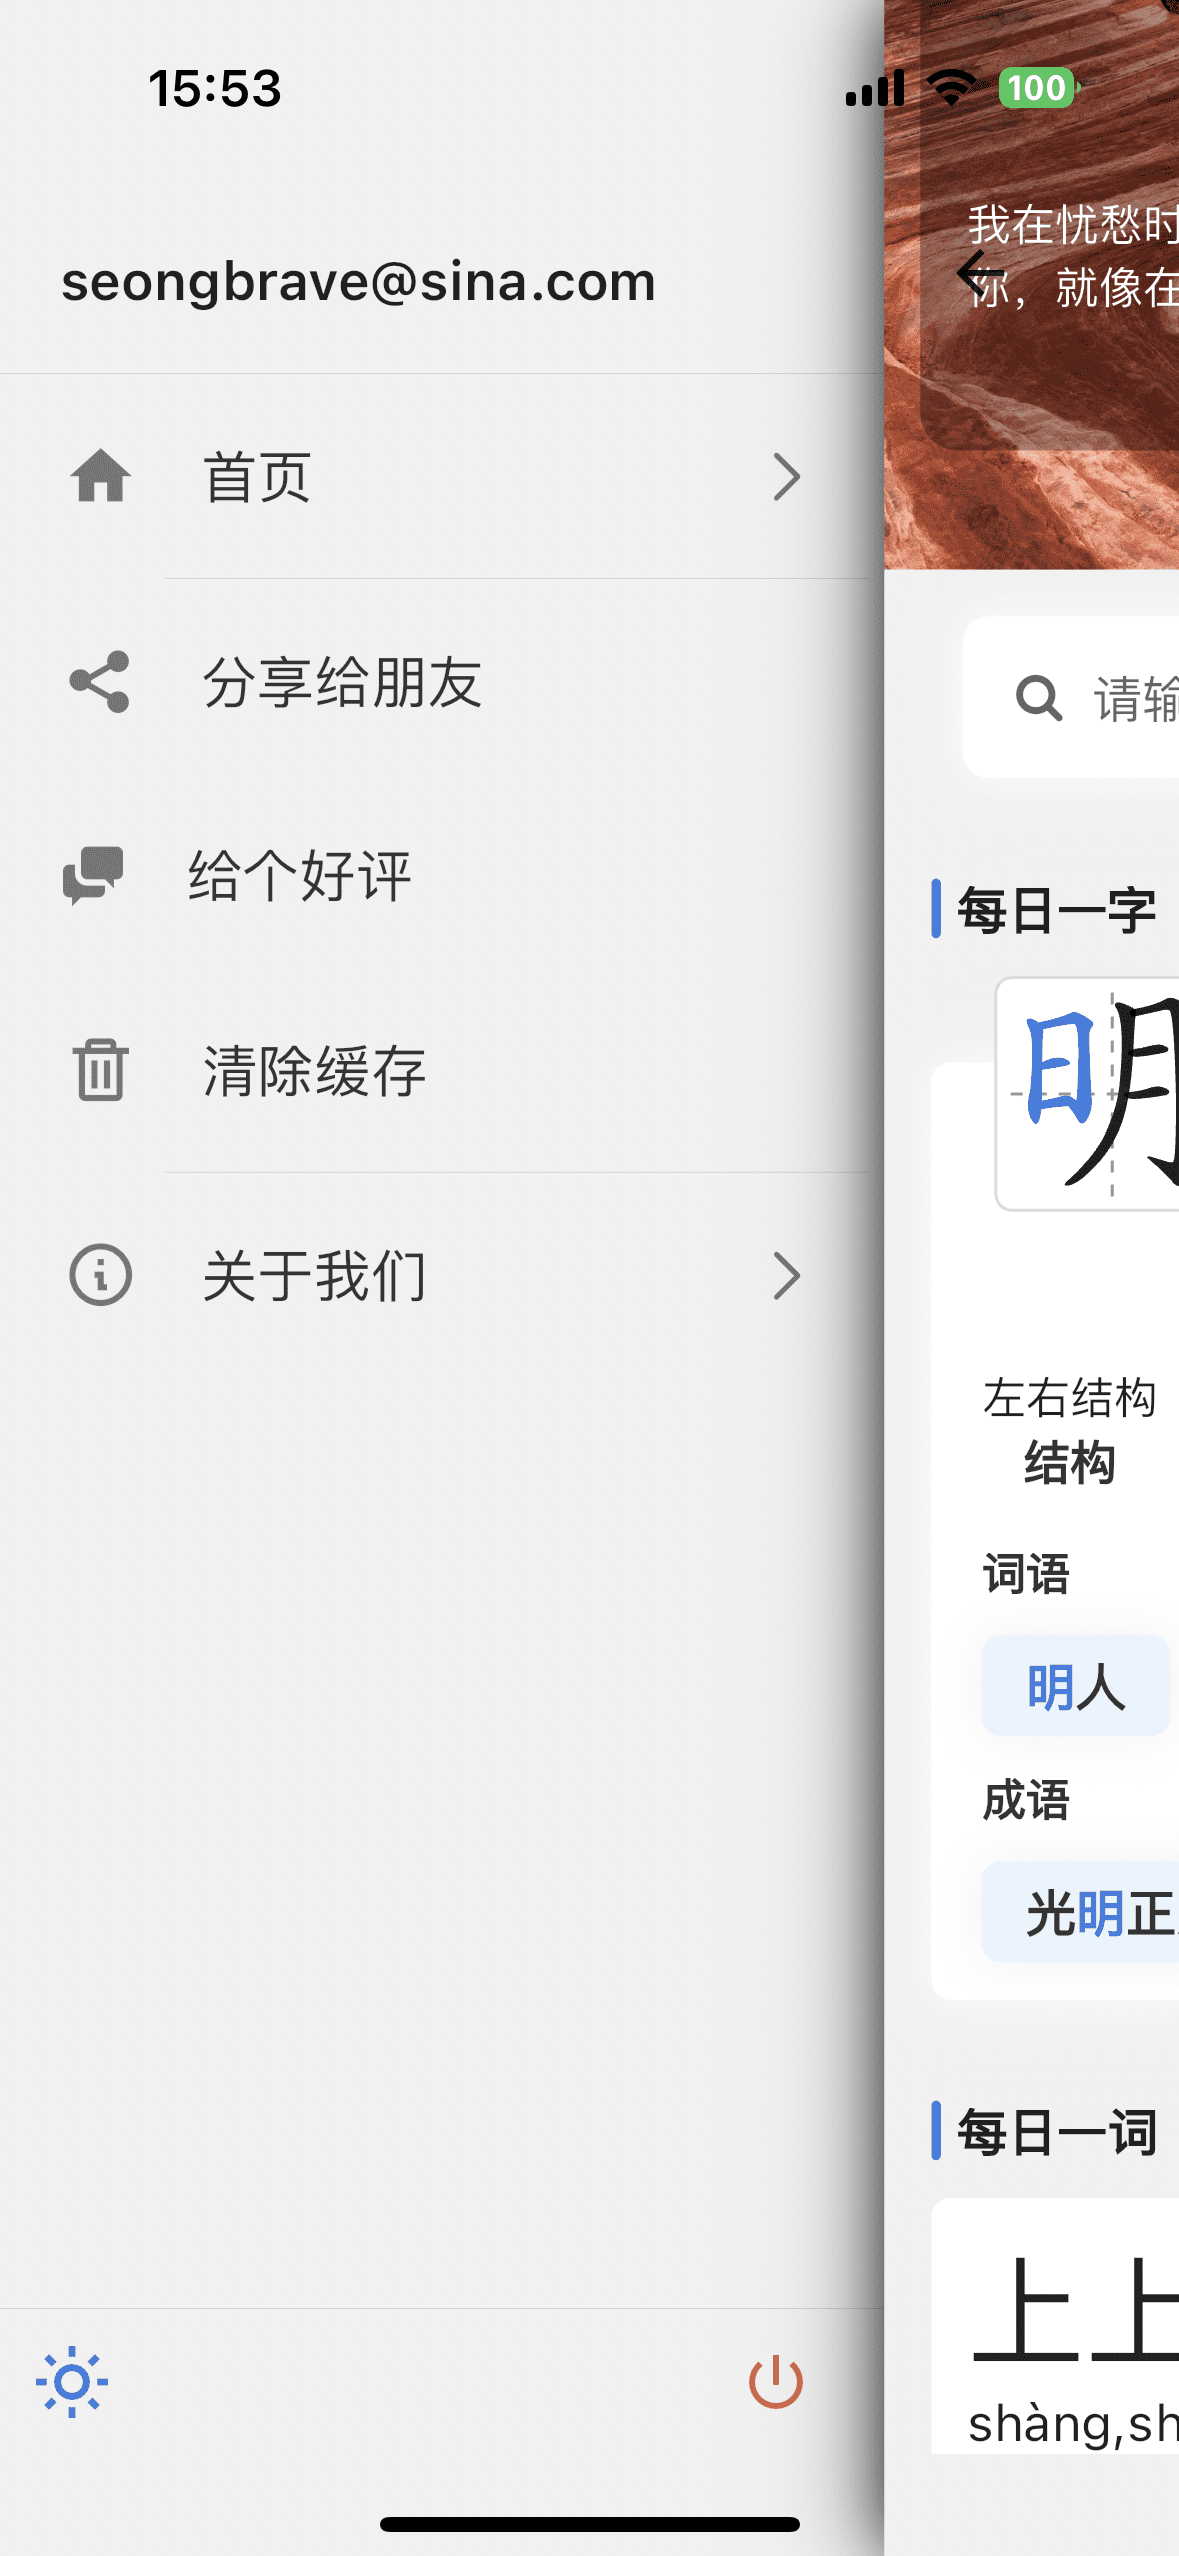 15:53
100
seongbrave@sina.com
首页
分享给朋友
给个好评
清除缓存
关于我们
我在忧愁时
你，就像在
请输
每日一字
明
左右结构
结构
词语
明人
成语
光明正
每日一词
上上
shàng,sh